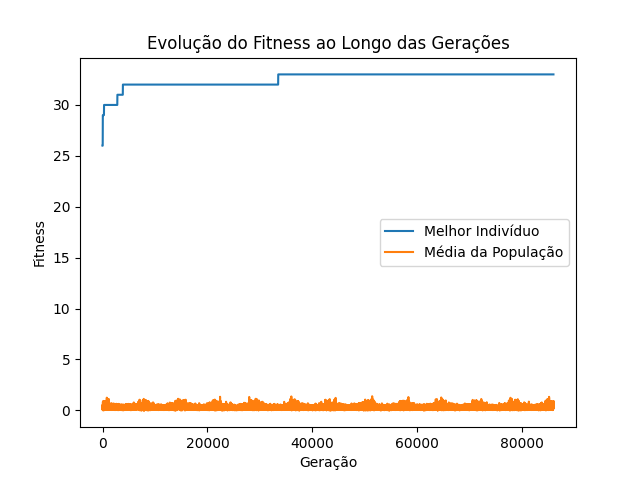 Evolução do Fitness ao Longo das Gerações
Fitness
30
25
20
15
10
5
0
Melhor Indivíduo
Média da População
0 20000 40000 60000 80000
Geração